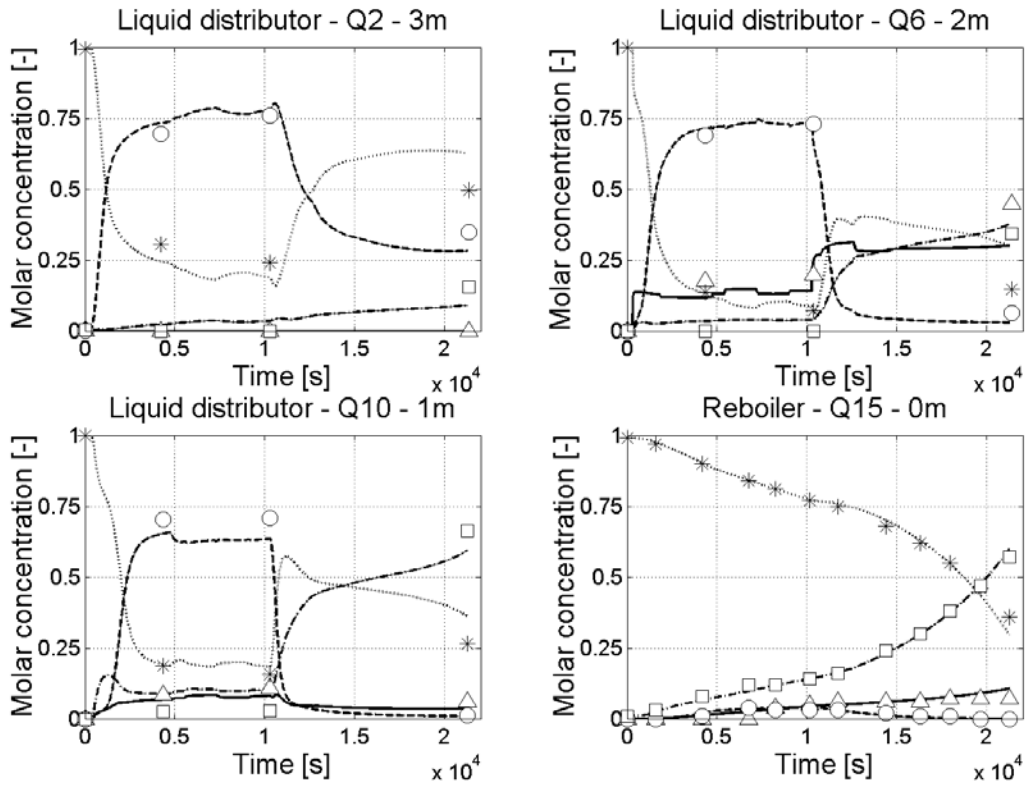 Liquid distributor - Q2 - 3m
Molar concentration [-]
1
0.75
0.5
0.25
0
0 0.5 1 1.5 2
Time [s]
x 10^4
Liquid distributor - Q6 - 2m
Molar concentration [-]
1
0.75
0.5
0.25
0
0 0.5 1 1.5 2
Time [s]
x 10^4
Liquid distributor - Q10 - 1m
Molar concentration [-]
1
0.75
0.5
0.25
0
0 0.5 1 1.5 2
Time [s]
x 10^4
Reboiler - Q15 - 0m
Molar concentration [-]
1
0.75
0.5
0.25
0
0 0.5 1 1.5 2
Time [s]
x 10^4